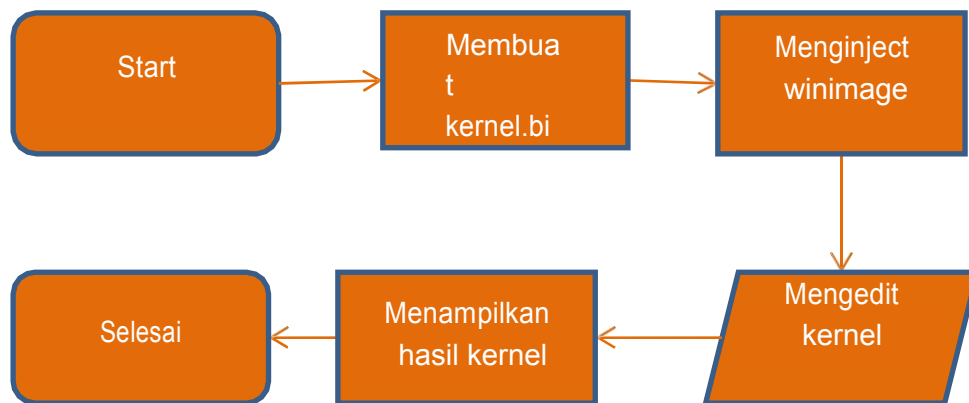 Start
Membua
t
kernel.bi
Menginject
winimage
Mengedit
kernel
Menampilkan
hasil kernel
Selesai